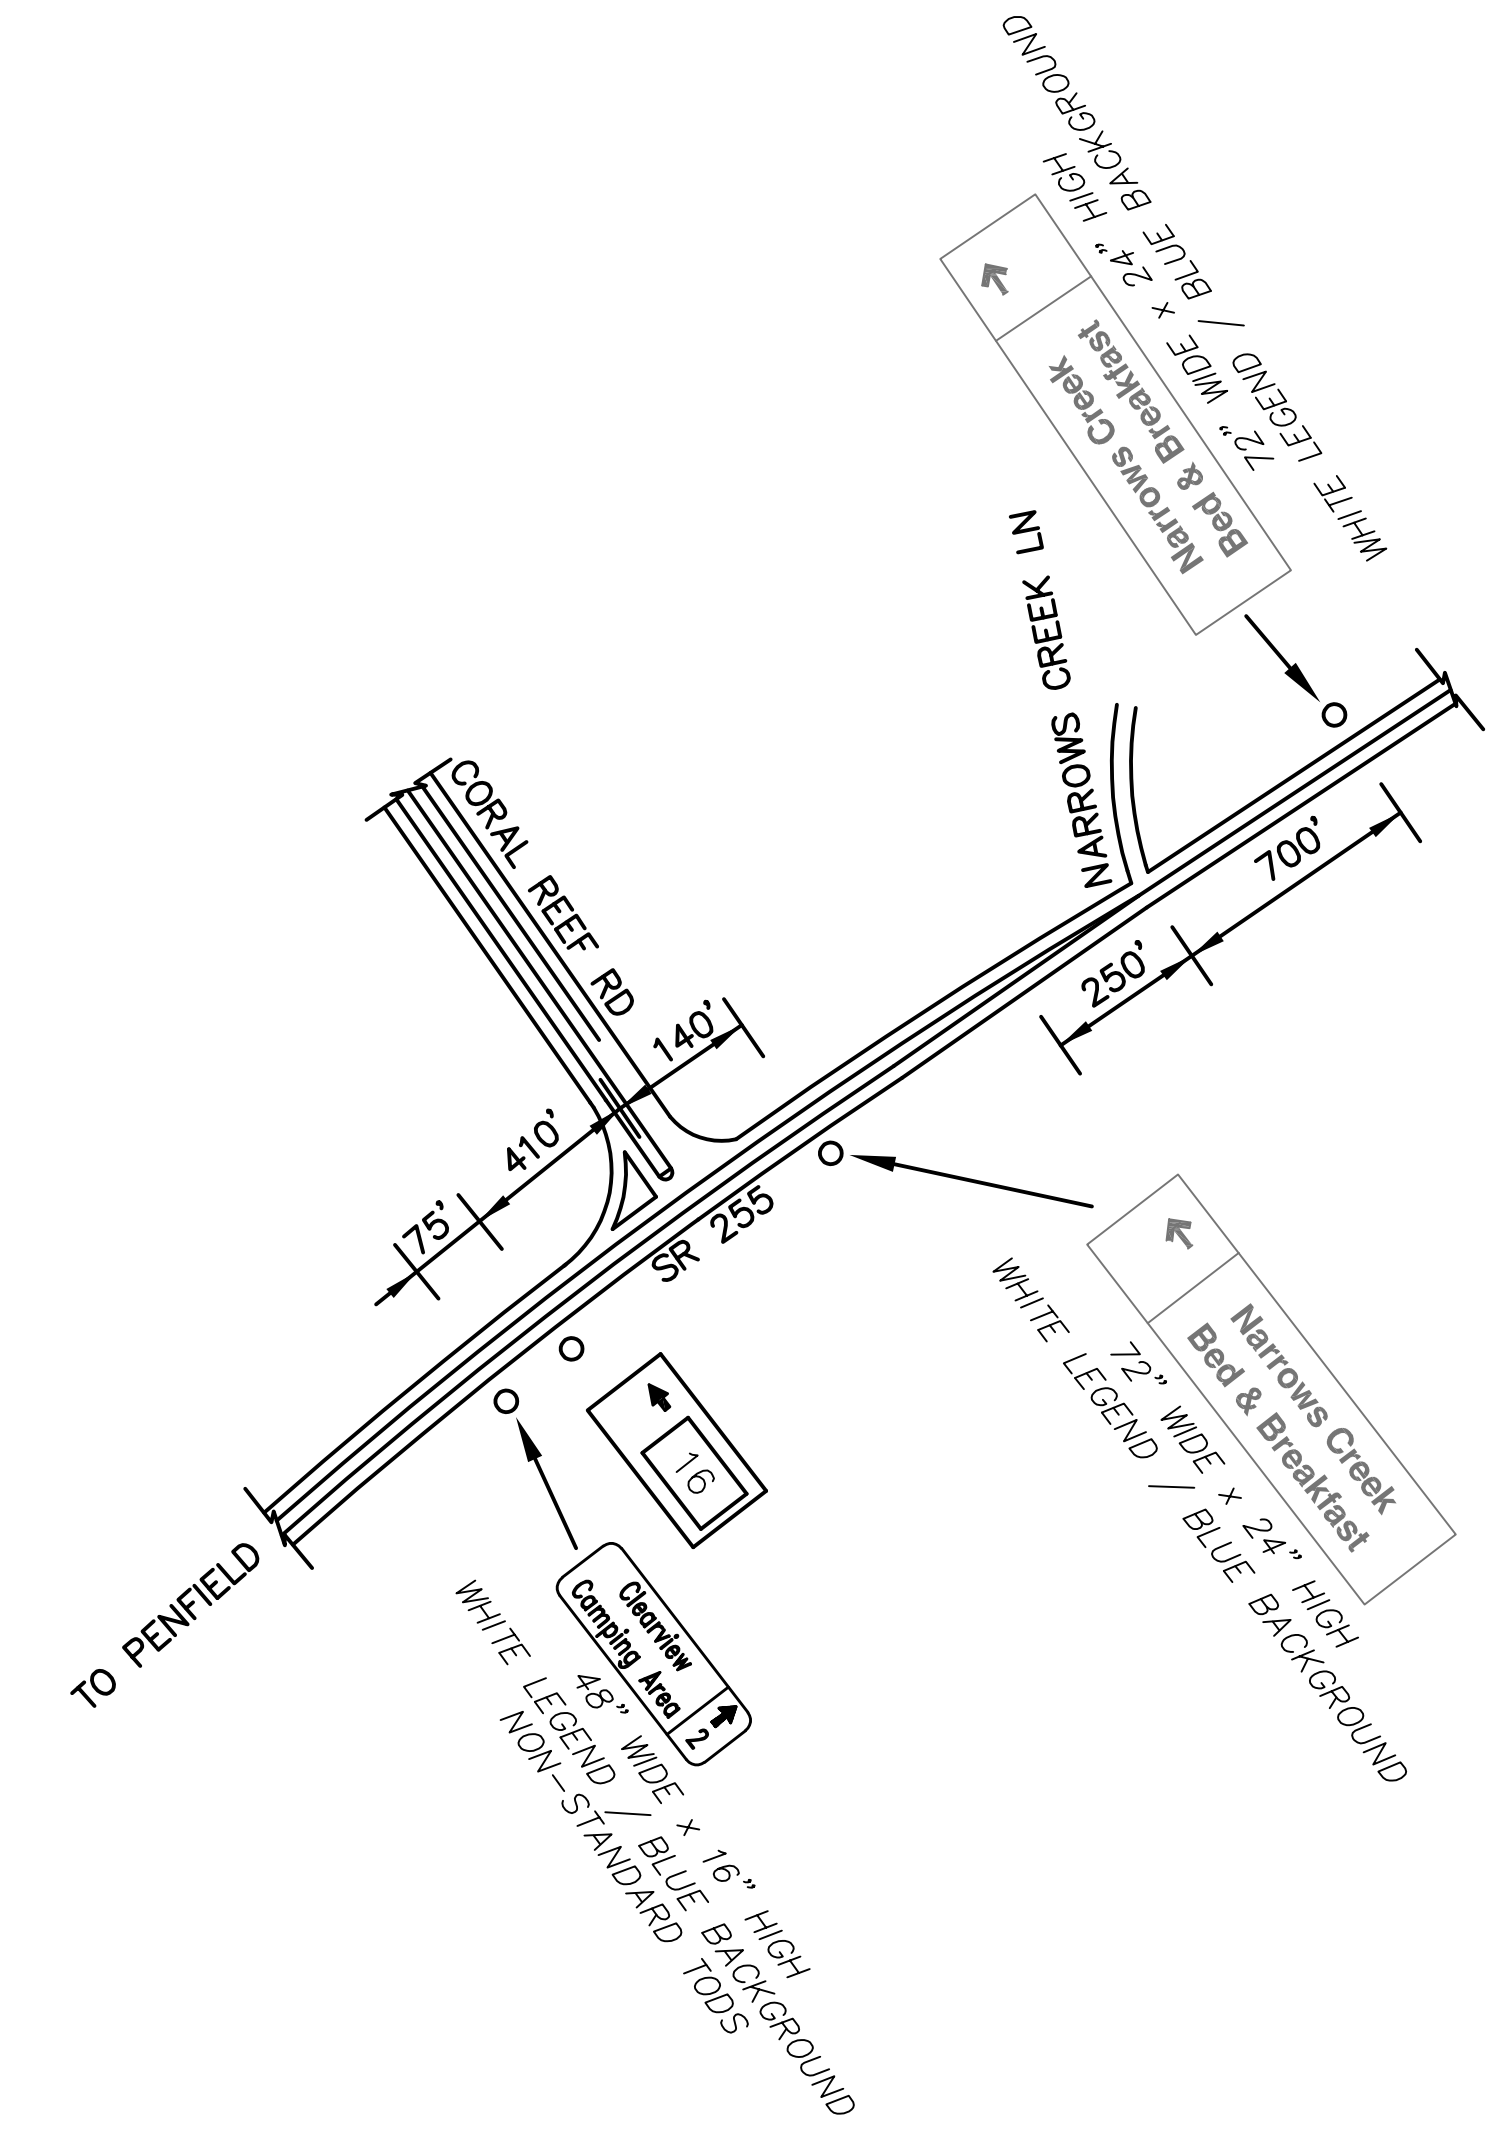 WHITE LEGEND / BLUE BACKGROUND
72” WIDE x 24” HIGH
Narrows Creek
Bed & Breakfast
NARROWS CREEK LN
CORAL REEF RD
700’
250’
140’
410’
75’
SR 255
Narrows Creek
Bed & Breakfast
72” WIDE x 24” HIGH
WHITE LEGEND / BLUE BACKGROUND
16
TO PENFIELD
Clearview
Camping Area
2
48” WIDE x 16” HIGH
WHITE LEGEND / BLUE BACKGROUND
NON-STANDARD TODS